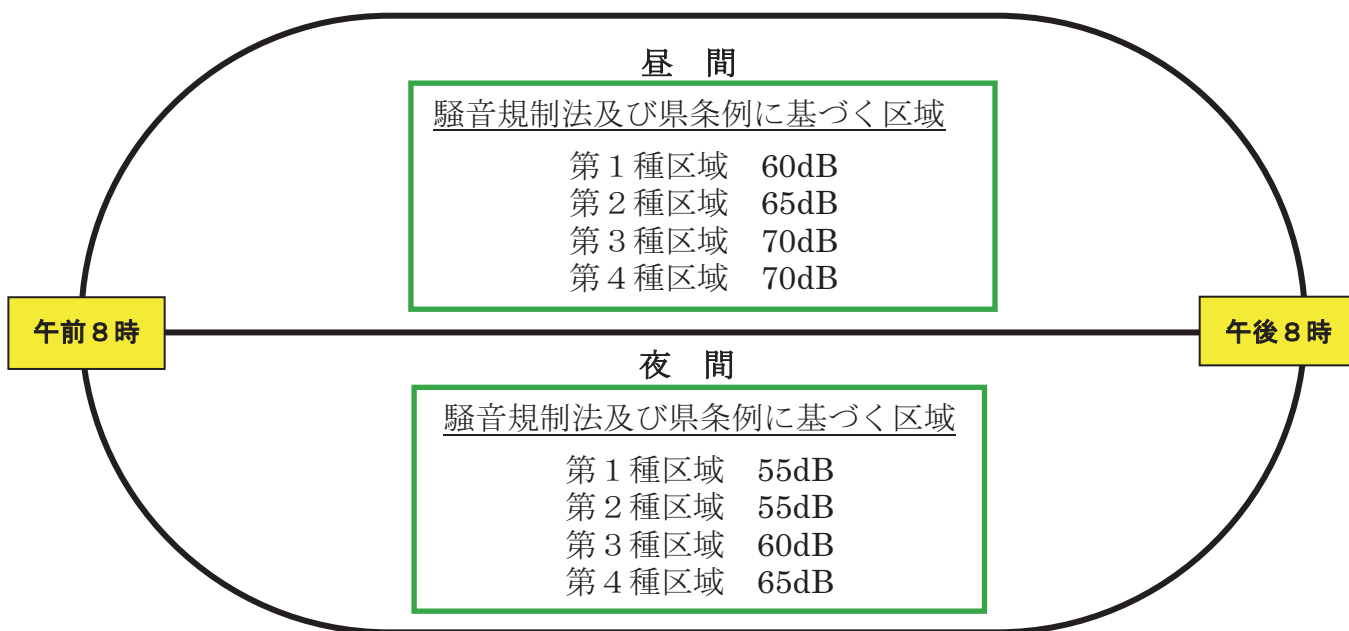 昼　間
騒音規制法及び県条例に基づく区域
第１種区域　60dB
第２種区域　65dB
第３種区域　70dB
第４種区域　70dB
午前８時
午後８時
夜　間
騒音規制法及び県条例に基づく区域
第１種区域　55dB
第２種区域　55dB
第３種区域　60dB
第４種区域　65dB